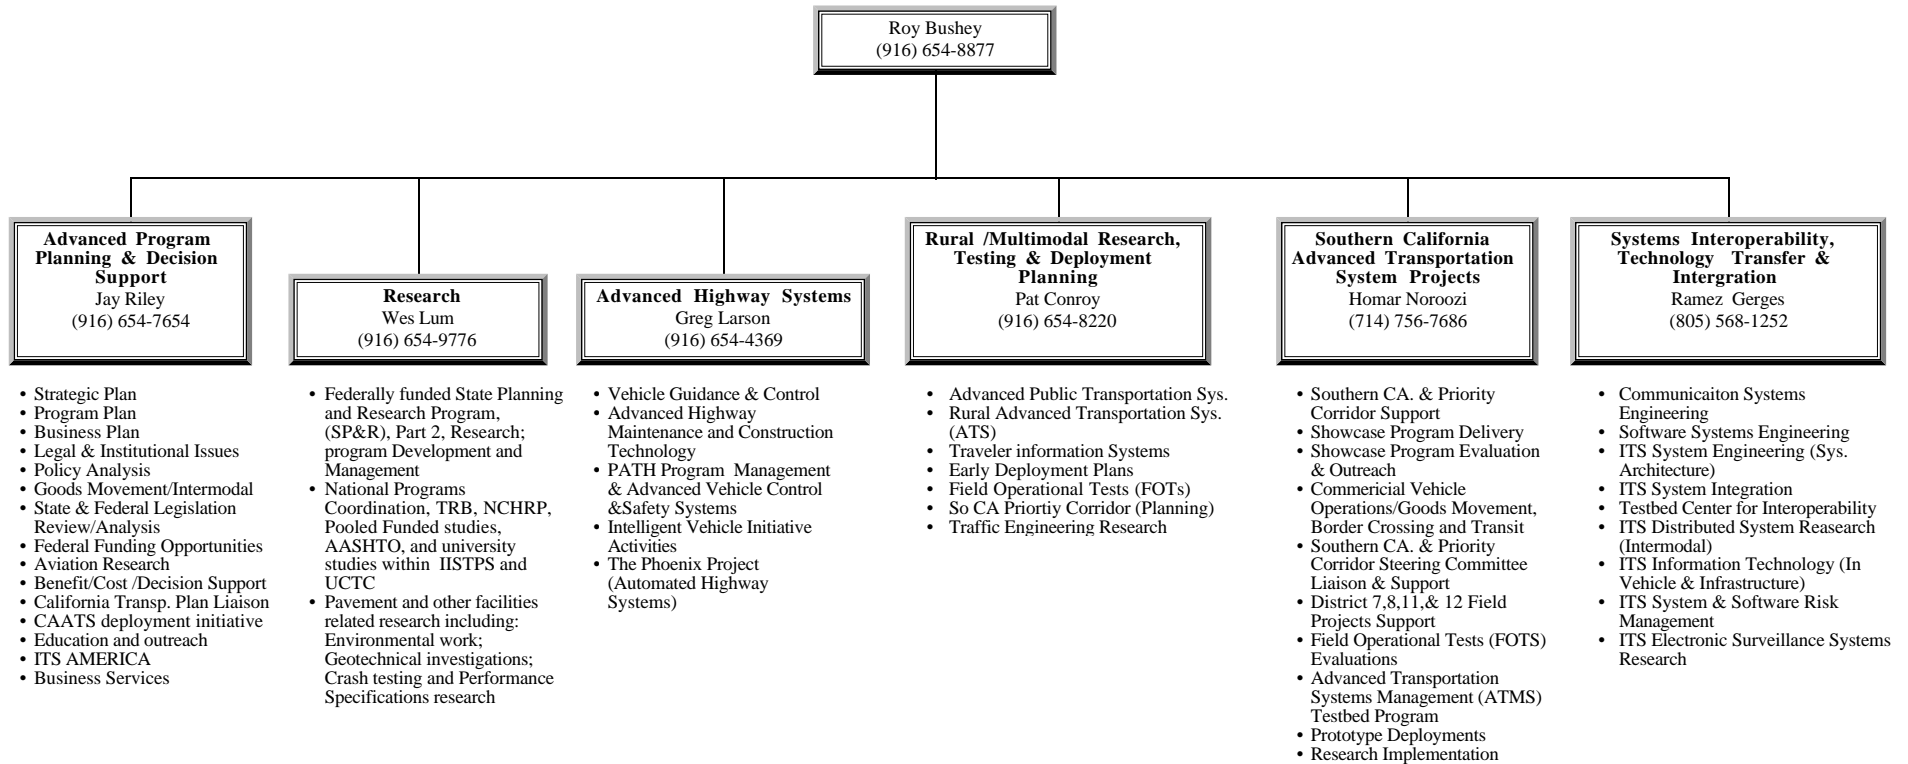 Roy Bushey
(916) 654-8877
Advanced Program
Planning & Decision
Support
Jay Riley
(916) 654-7654
Research
Wes Lum
(916) 654-9776
Advanced Highway Systems
Greg Larson
(916) 654-4369
Rural /Multimodal Research,
Testing & Deployment
Planning
Pat Conroy
(916) 654-8220
Southern California
Advanced Transportation
System Projects
Homar Noroozi
(714) 756-7686
Systems Interoperability,
Technology Transfer &
Intergration
Ramez Gerges
(805) 568-1252
• Strategic Plan
• Program Plan
• Business Plan
• Legal & Institutional Issues
• Policy Analysis
• Goods Movement/Intermodal
• State & Federal Legislation
Review/Analysis
• Federal Funding Opportunities
• Aviation Research
• Benefit/Cost /Decision Support
• California Transp. Plan Liaison
• CAATS deployment initiative
• Education and outreach
• ITS AMERICA
• Business Services
• Federally funded State Planning
and Research Program,
(SP&R), Part 2, Research;
program Development and
Management
• National Programs
Coordination, TRB, NCHRP,
Pooled Funded studies,
AASHTO, and university
studies within IISTPS and
UCTC
• Pavement and other facilities
related research including:
Environmental work;
Geotechnical investigations;
Crash testing and Performance
Specifications research
• Vehicle Guidance & Control
• Advanced Highway
Maintenance and Construction
Technology
• PATH Program Management
& Advanced Vehicle Control
&Safety Systems
• Intelligent Vehicle Initiative
Activities
• The Phoenix Project
(Automated Highway
Systems)
• Advanced Public Transportation Sys.
• Rural Advanced Transportation Sys.
(ATS)
• Traveler information Systems
• Early Deployment Plans
• Field Operational Tests (FOTs)
• So CA Priortiy Corridor (Planning)
• Traffic Engineering Research
• Southern CA. & Priority
Corridor Support
• Showcase Program Delivery
• Showcase Program Evaluation
& Outreach
• Commericial Vehicle
Operations/Goods Movement,
Border Crossing and Transit
• Southern CA. & Priority
Corridor Steering Committee
Liaison & Support
• District 7,8,11,& 12 Field
Projects Support
• Field Operational Tests (FOTS)
Evaluations
• Advanced Transportation
Systems Management (ATMS)
Testbed Program
• Prototype Deployments
• Research Implementation
• Communicaiton Systems
Engineering
• Software Systems Engineering
• ITS System Engineering (Sys.
Architecture)
• ITS System Integration
• Testbed Center for Interoperability
• ITS Distributed System Reasearch
(Intermodal)
• ITS Information Technology (In
Vehicle & Infrastructure)
• ITS System & Software Risk
Management
• ITS Electronic Surveillance Systems
Research